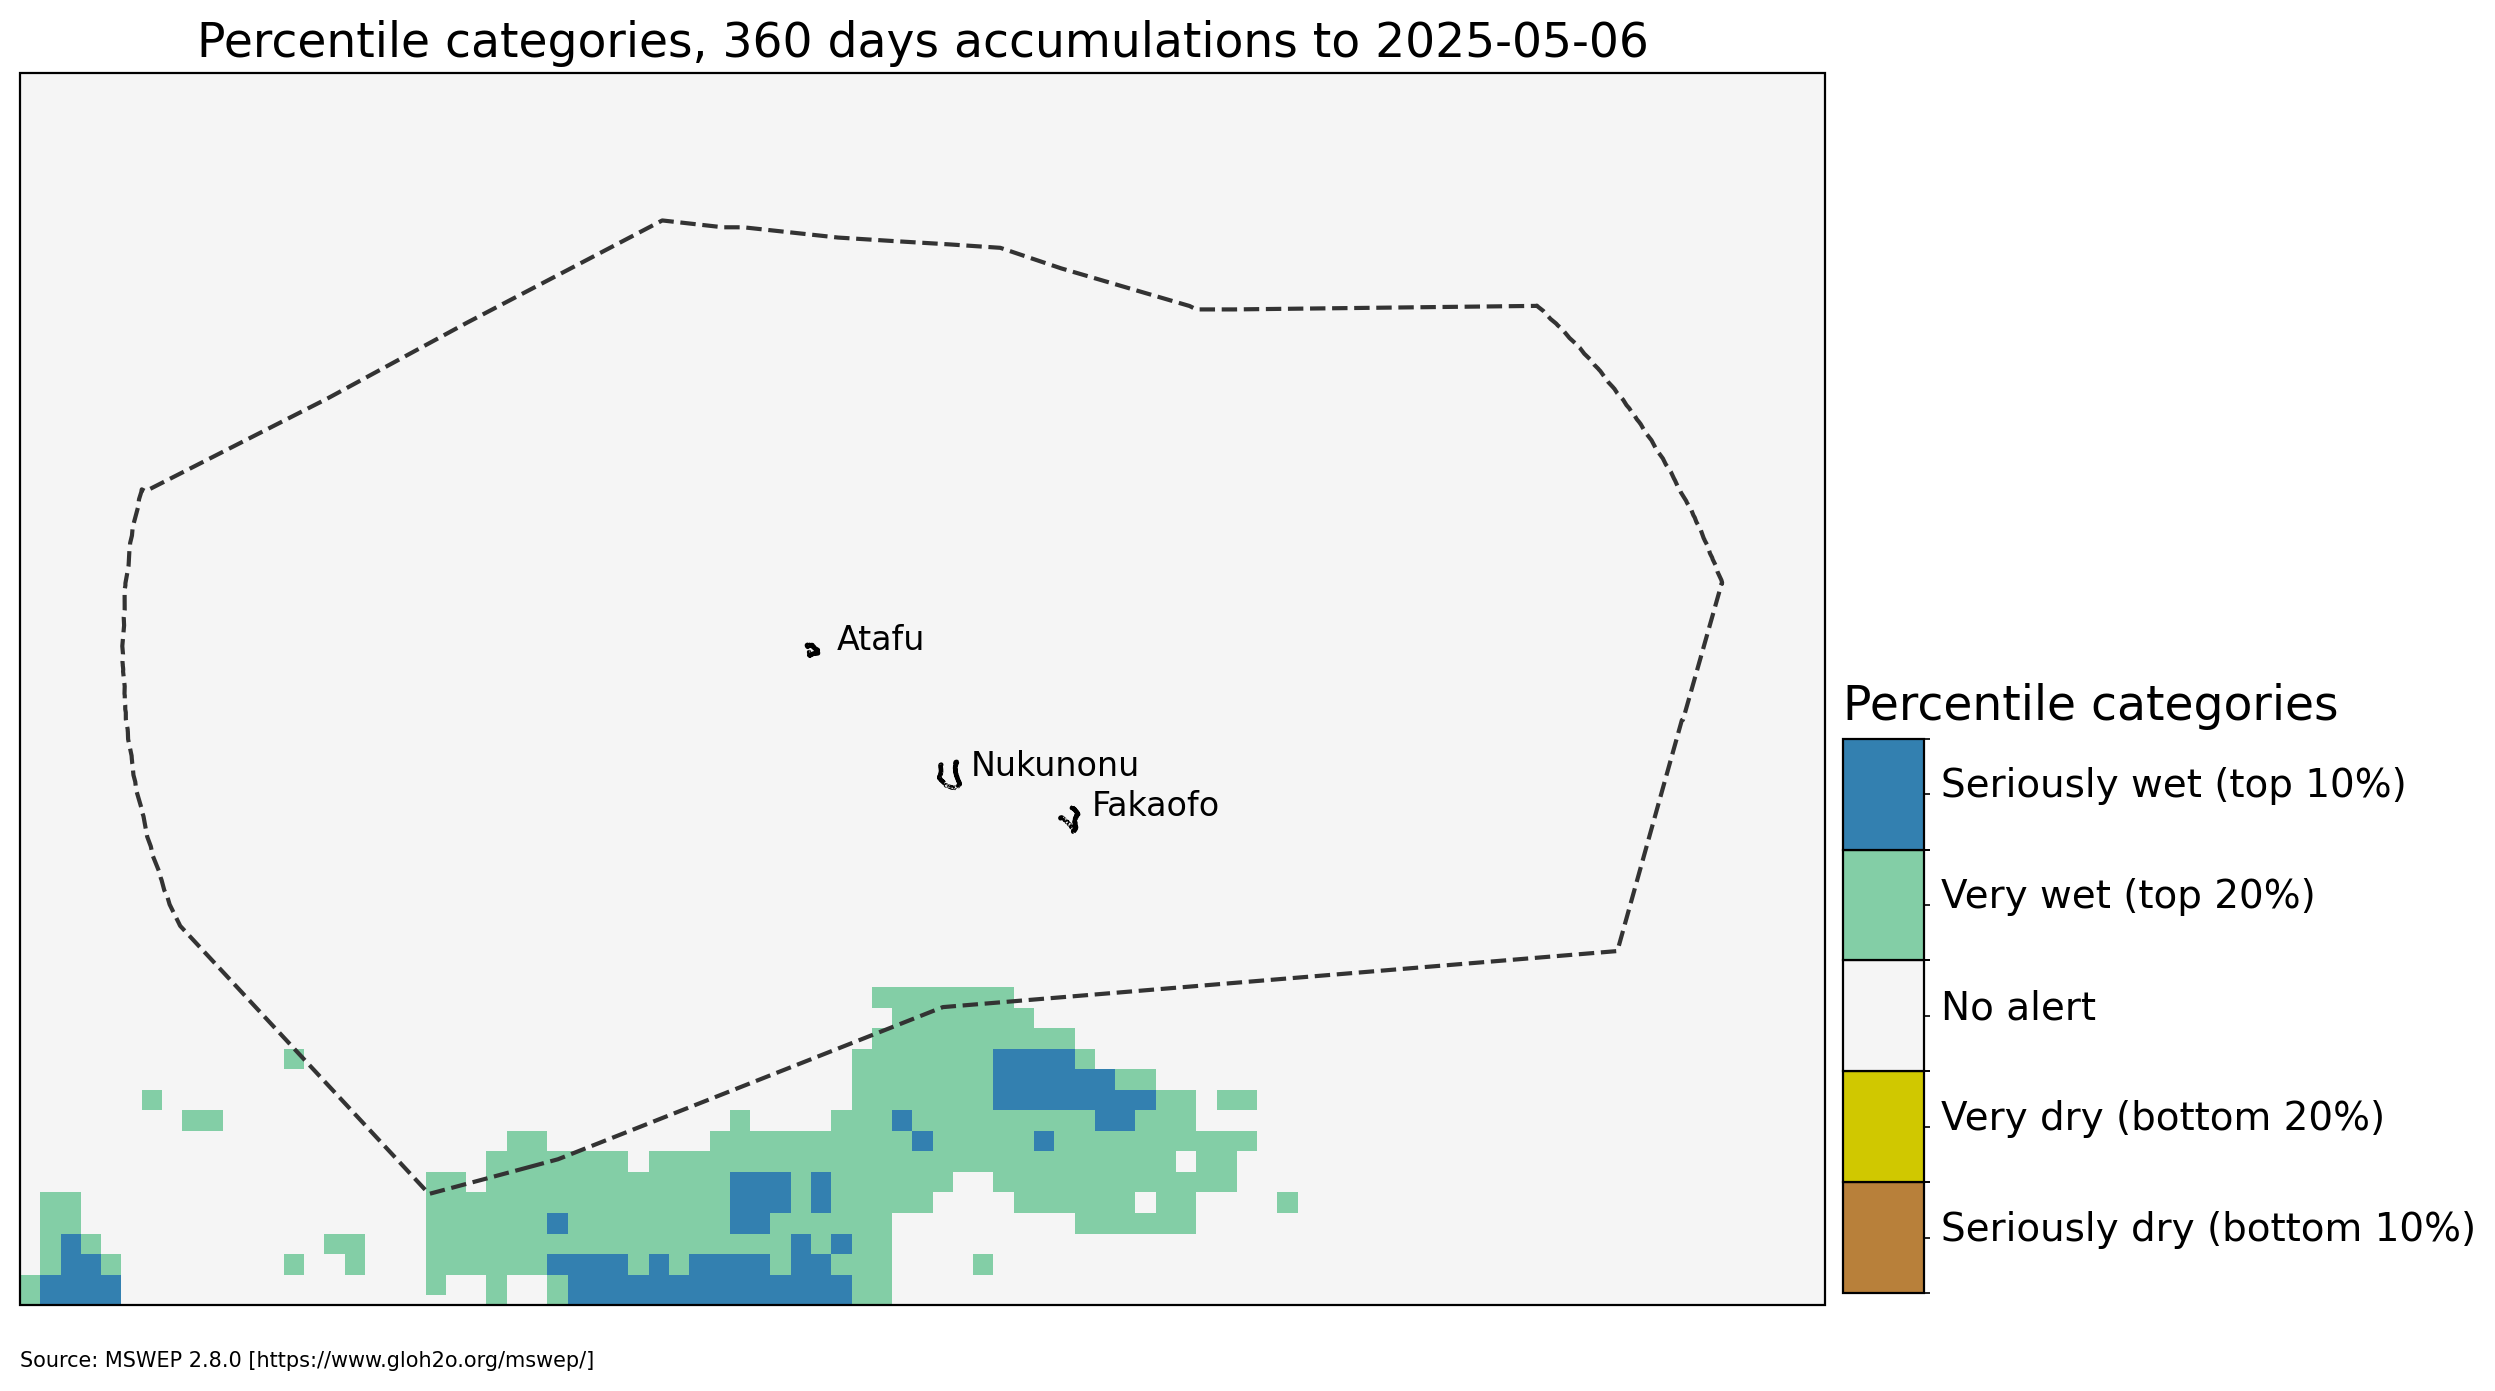 Percentile categories, 360 days accumulations to 2025-05-06
Atafu
Nukunonu
Fakaofo
Percentile categories
Seriously wet (top 10%)
Very wet (top 20%)
No alert
Very dry (bottom 20%)
Seriously dry (bottom 10%)
Source: MSWEP 2.8.0 [https://www.gloh2o.org/mswep/]